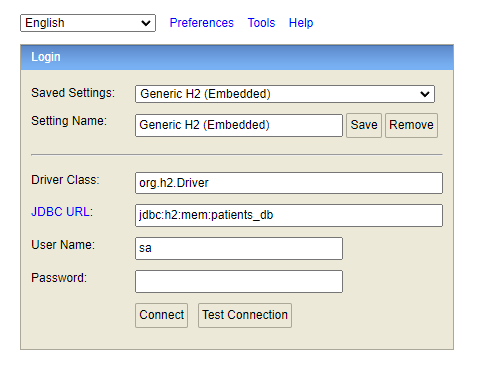 English Preferences Tools Help
Login
Saved Settings: Generic H2 (Embedded)
Setting Name: Generic H2 (Embedded) Save Remove
Driver Class: org.h2.Driver
JDBC URL: jdbc:h2:mem:patients_db
User Name: sa
Password:
Connect Test Connection